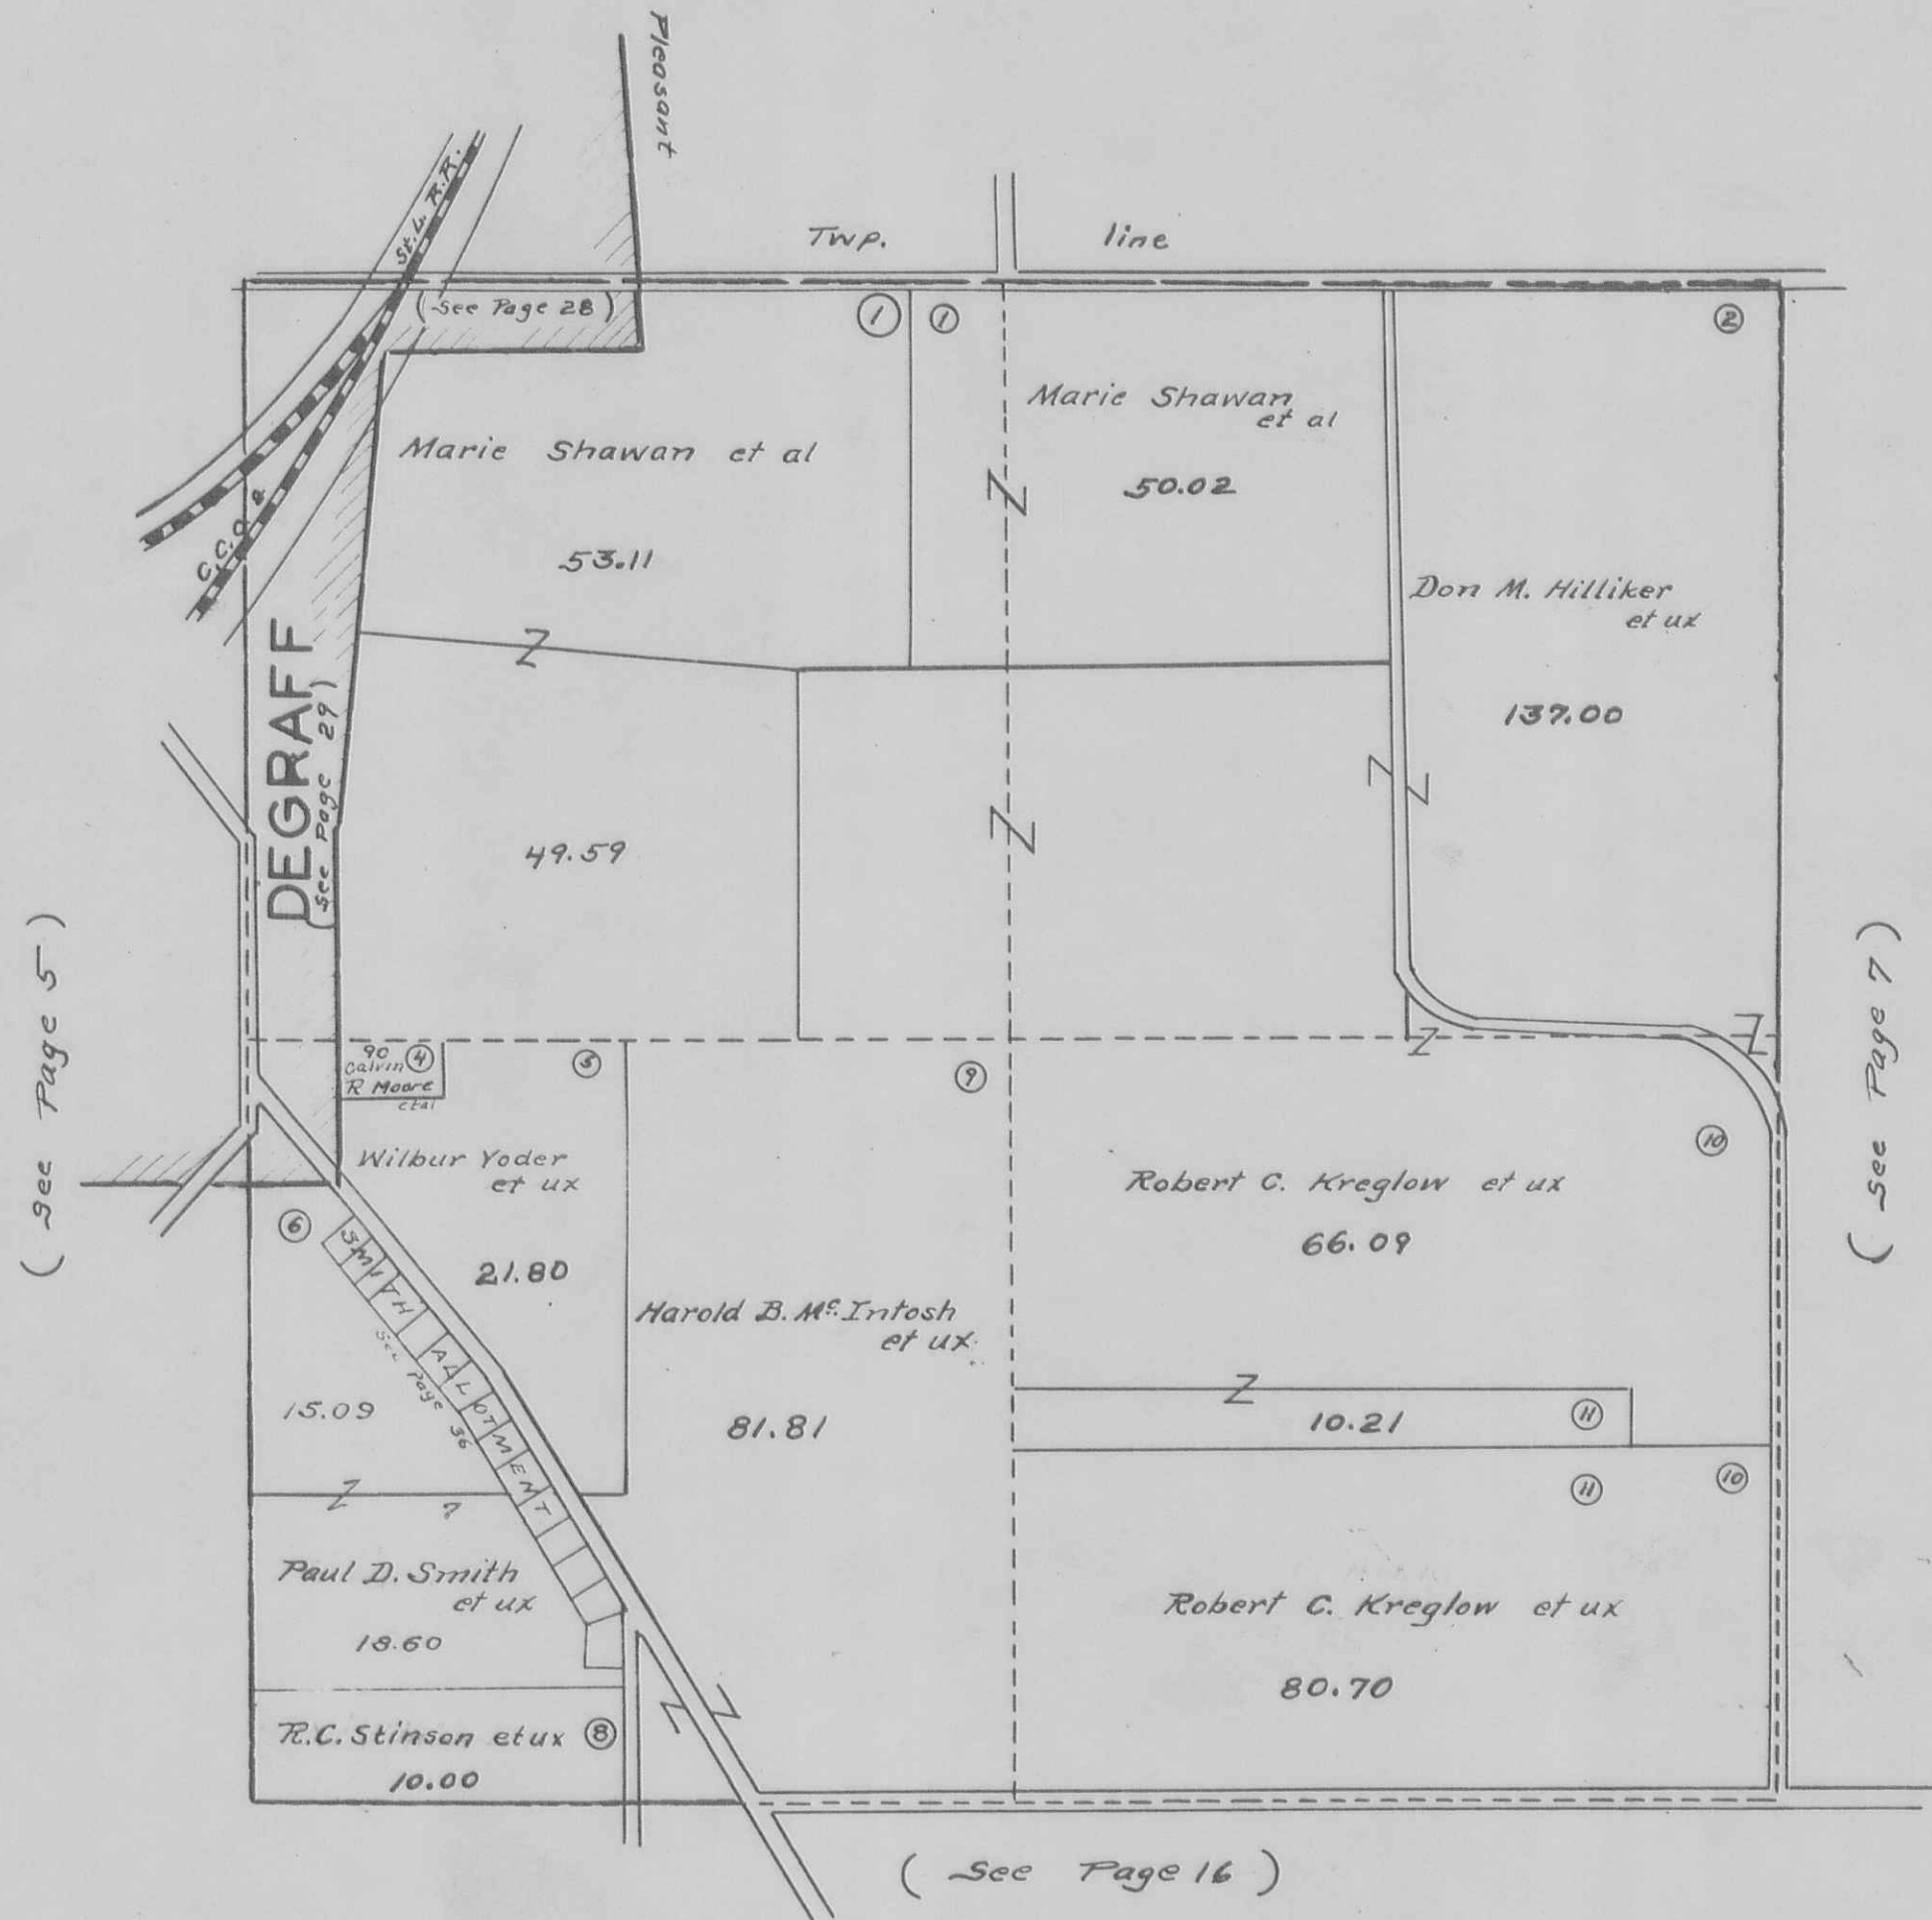 Pleasant
Twp.
line
St. L. R.R.
(See Page 28)
1
1
2
Marie Shawan
et al
50.02
Marie Shawan et al
53.11
C.C.C. &
Don M. Hilliker
et ux
137.00
DEGRAFF
(See Page 29)
49.59
(See Page 5)
(See Page 7)
90
Calvin
4
R Moore
et al
5
9
10
Wilbur Yoder
et ux
21.80
Robert C. Kreglow et ux
66.09
6
SMITH ALLOTMENT
See Page 36
Harold B. Mc. Intosh
et ux.
81.81
15.09
10.21
11
11
10
7
Paul D. Smith
et ux
18.60
Robert C. Kreglow et ux
80.70
R.C. Stinson et ux
8
10.00
(See Page 16)